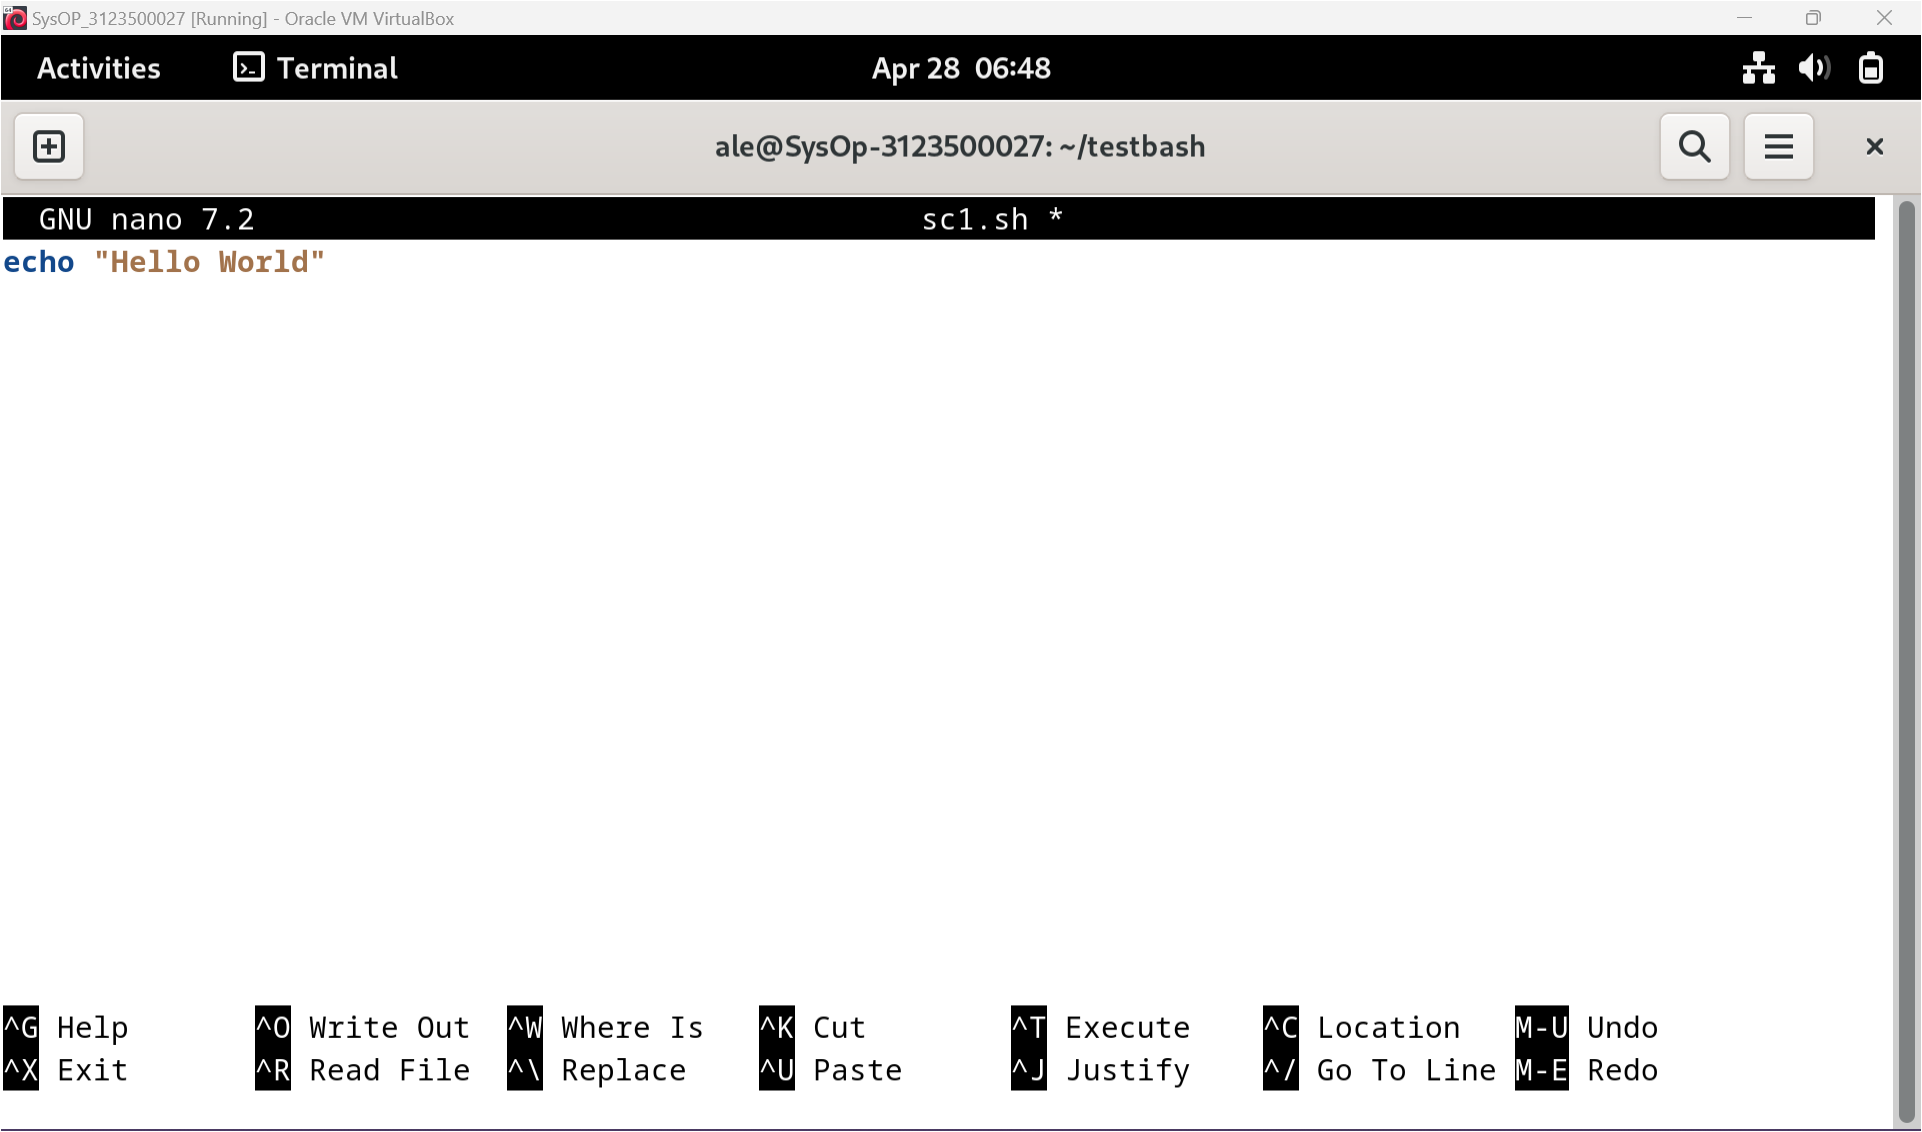 SysOP_3123500027 [Running] - Oracle VM VirtualBox
Activities Terminal Apr 28 06:48
ale@SysOp-3123500027: ~/testbash
GNU nano 7.2 sc1.sh *
echo "Hello World"
^G Help ^O Write Out ^W Where Is ^K Cut ^T Execute ^C Location M-U Undo
^X Exit ^R Read File ^\ Replace ^U Paste ^J Justify ^/ Go To Line M-E Redo